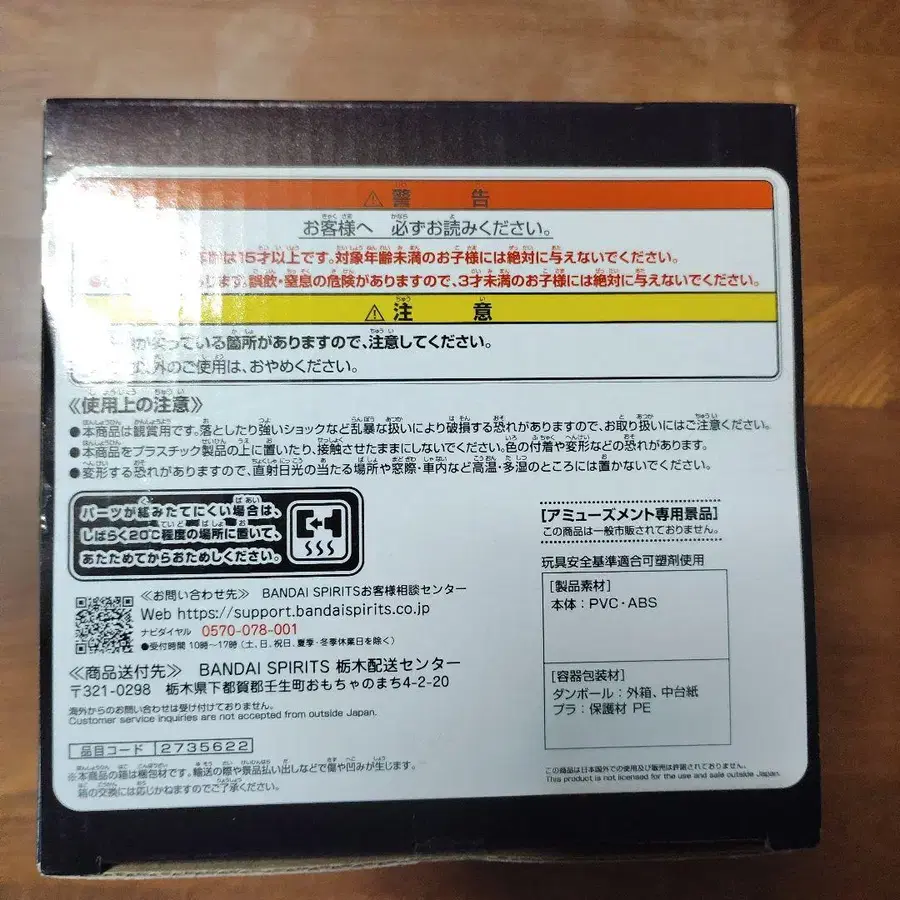 ⚠警 告
お客様へ 必ずお読みください。
は15才以上です。対象年齢未満のお子様には絶対に与えないでください。
ります。誤飲・窒息の危険がありますので、3才未満のお子様には絶対に与えないでください。
⚠注 意
が尖っている箇所がありますので、注意してください。
外のご使用は、おやめください。
《使用上の注意》
●本商品は観賞用です。落としたり強いショックなど乱暴な扱いにより破損する恐れがありますので、お取り扱いにはご注意ください。
●本商品をプラスチック製品の上に置いたり、接触させたままにしないでください。色の付着や変形などの恐れがあります。
●変形する恐れがありますので、直射日光の当たる場所や窓際・車内など高温・多湿のところには置かないでください。
パーツが組みたてにくい場合は、
しばらく20℃程度の場所に置いて、
あたためてからおためしください。
[アミューズメント専用景品]
この商品は一般市販されておりません。
玩具安全基準適合可塑剤使用
[製品素材]
本体：PVC・ABS
[容器包装材]
ダンボール：外箱、中台紙
プラ：保護材 PE
《お問い合わせ先》 BANDAI SPIRITSお客様相談センター
Web https://support.bandaispirits.co.jp
ナビダイヤル 0570-078-001
●受付時間 10時〜17時(土、日、祝日、夏季・冬季休業日を除く)
《商品送付先》 BANDAI SPIRITS 栃木配送センター
〒321-0298 栃木県下都賀郡壬生町おもちゃのまち4-2-20
海外からのお問い合わせは受け付けておりません。
Customer service inquiries are not accepted from outside Japan.
品目コード 2735622
※本商品の箱は梱包材です。輸送の際や景品払い出しなどで傷や凹みが生じます。
箱の交換には応じかねますのでご了承ください。
この商品は日本国外での使用及び販売は許諾されておりません。
This product is not licensed for the use and sale outside Japan.